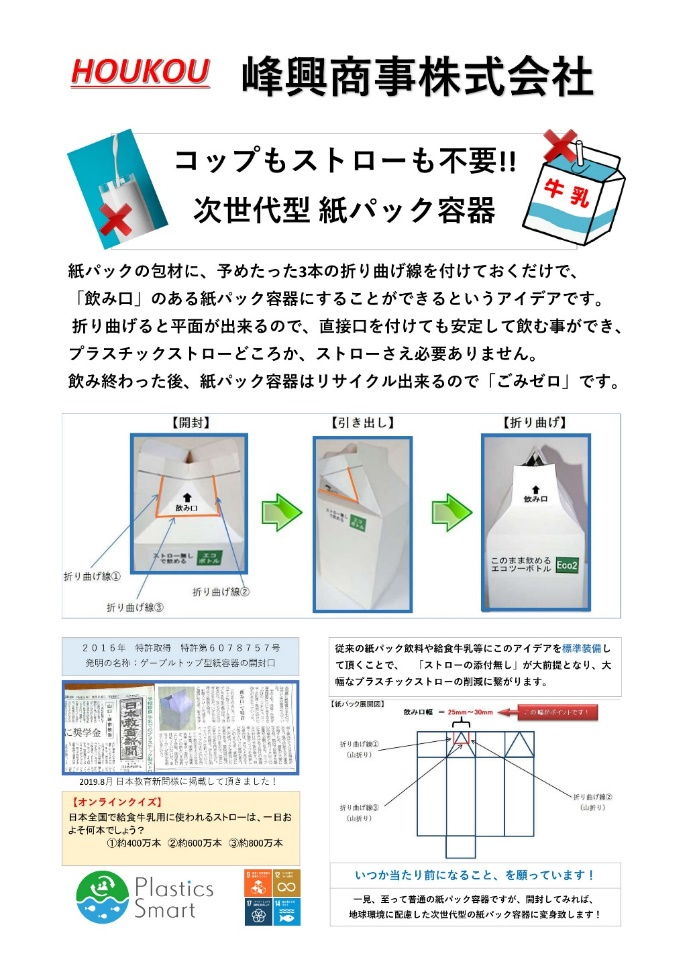 HOUKOU 峰興商事株式会社
コップもストローも不要!!
次世代型 紙パック容器
牛乳
紙パックの包材に、予めたった3本の折り曲げ線を付けておくだけで、
「飲み口」のある紙パック容器にすることができるというアイデアです。
折り曲げると平面が出来るので、直接口を付けても安定して飲む事ができ、
プラスチックストローどころか、ストローさえ必要ありません。
飲み終わった後、紙パック容器はリサイクル出来るので「ごみゼロ」です。
【開封】
【引き出し】
【折り曲げ】
飲み口
ストロー無しで飲める
エコボトル
折り曲げ線①
折り曲げ線②
折り曲げ線③
飲み口
このまま飲める
エコツーボトル Eco2
2016年 特許取得 特許第6078757号
発明の名称：ゲーブルトップ型紙容器の開封口
日本教育新聞
に奨学金
2019.8月 日本教育新聞様に掲載して頂きました！
【オンラインクイズ】
日本全国で給食牛乳用に使われるストローは、一日お
よそ何本でしょう？
①約400万本 ②約600万本 ③約800万本
Plastics
Smart
従来の紙パック飲料や給食牛乳等にこのアイデアを標準装備し
て頂くことで、 「ストローの添付無し」が大前提となり、大
幅なプラスチックストローの削減に繋がります。
【紙パック展開図】
飲み口幅 ＝ 25mm～30mm
この幅がポイントです！
折り曲げ線①
（山折り）
折り曲げ線②
（山折り）
折り曲げ線③
（山折り）
いつか当たり前になること、を願っています！
一見、至って普通の紙パック容器ですが、開封してみれば、
地球環境に配慮した次世代型の紙パック容器に変身致します！